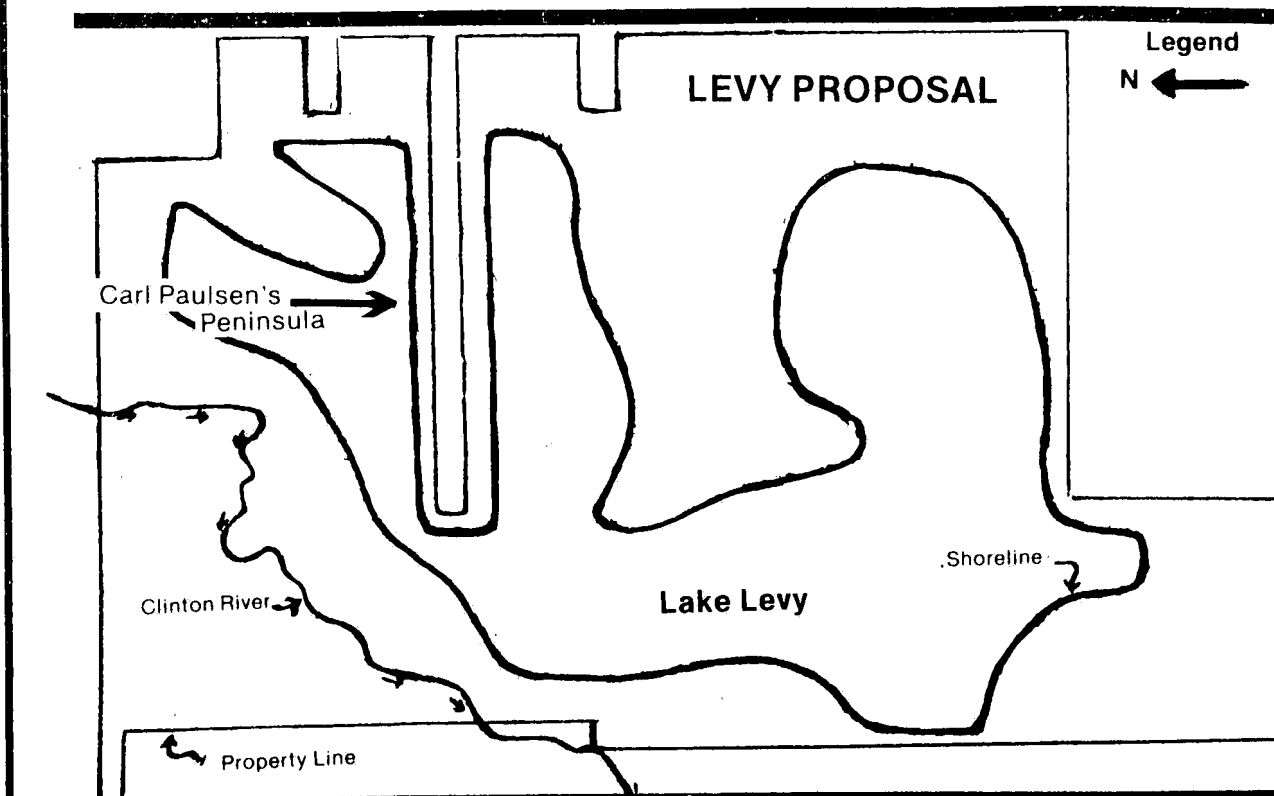 Legend
N
LEVY PROPOSAL
Carl Paulsen's
Peninsula
.Shoreline
Clinton River
Lake Levy
Property Line